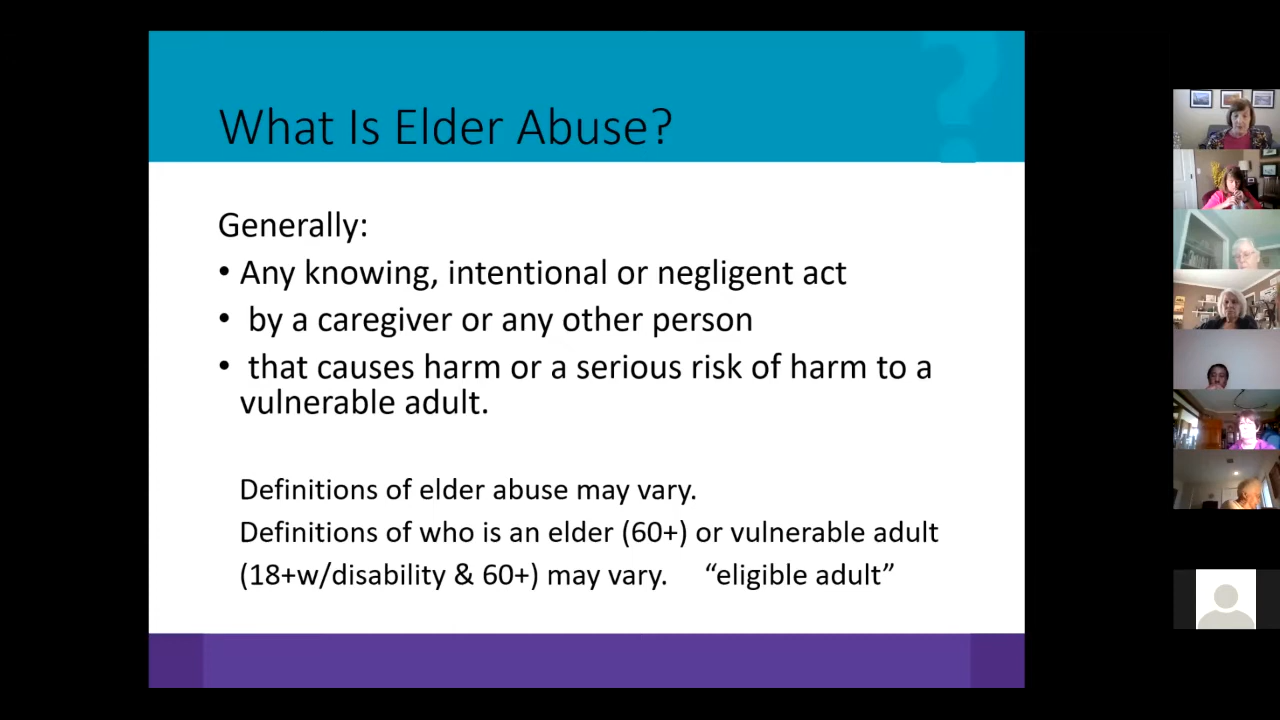 What Is Elder Abuse?
Generally:
• Any knowing, intentional or negligent act
• by a caregiver or any other person
• that causes harm or a serious risk of harm to a
vulnerable adult.
Definitions of elder abuse may vary.
Definitions of who is an elder (60+) or vulnerable adult
(18+w/disability & 60+) may vary. “eligible adult”